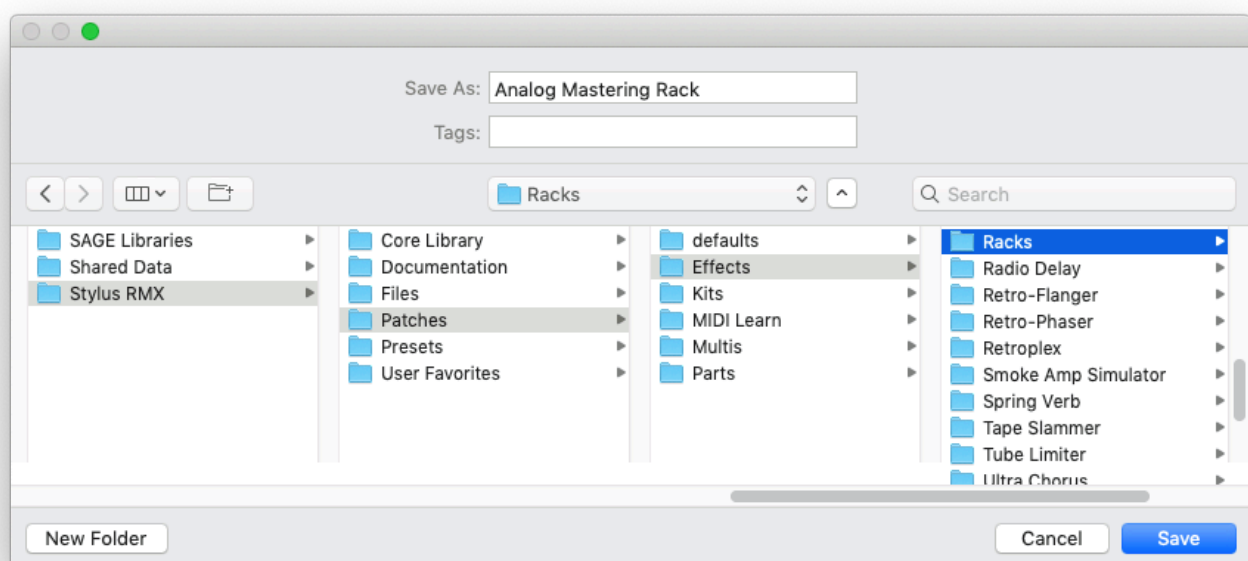 Save As: Analog Mastering Rack
Tags:
Racks
Search
SAGE Libraries
Shared Data
Stylus RMX
Core Library
Documentation
Files
Patches
Presets
User Favorites
defaults
Effects
Kits
MIDI Learn
Multis
Parts
Racks
Radio Delay
Retro-Flanger
Retro-Phaser
Retroplex
Smoke Amp Simulator
Spring Verb
Tape Slammer
Tube Limiter
Ultra Chorus
New Folder
Cancel
Save